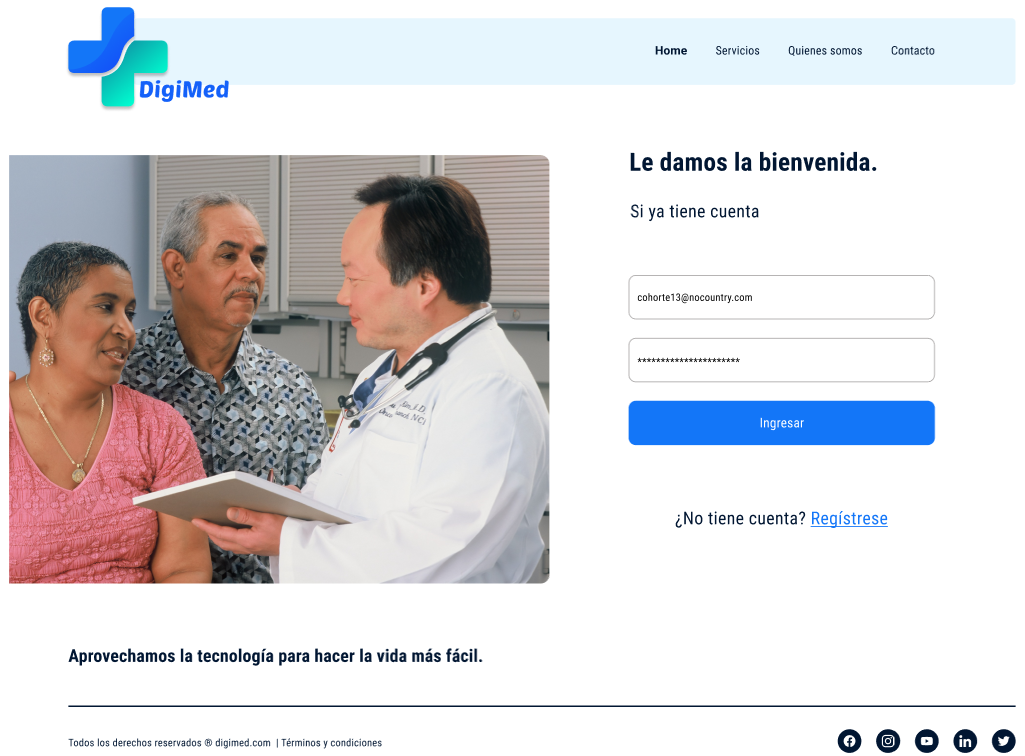 DigiMed
Home Servicios Quienes somos Contacto
Le damos la bienvenida.
Si ya tiene cuenta
cohorte13@nocountry.com
*********************
Ingresar
¿No tiene cuenta? Regístrese
Aprovechamos la tecnología para hacer la vida más fácil.
Todos los derechos reservados ® digimed.com | Términos y condiciones